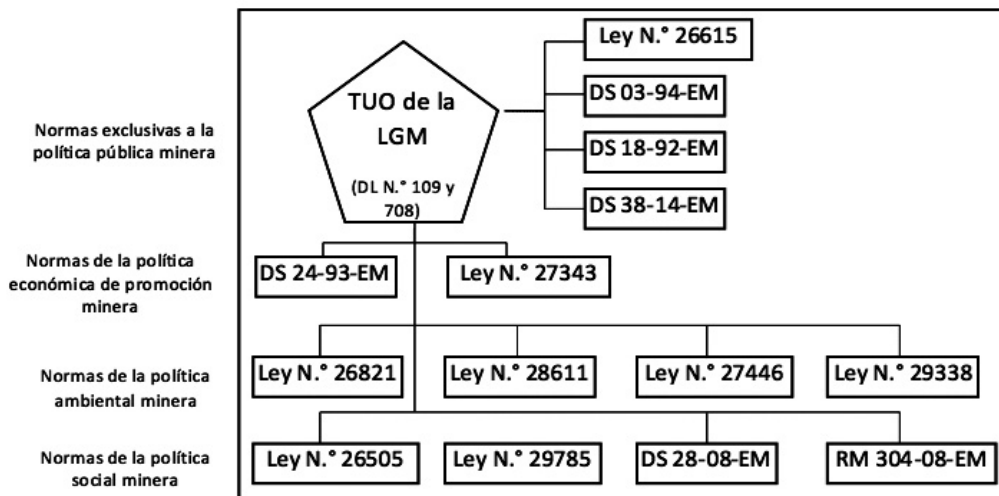 Normas exclusivas a la
política pública minera
TUO de la
LGM
(DL N.° 109 y
708)
Ley N.° 26615
DS 03-94-EM
DS 18-92-EM
DS 38-14-EM
Normas de la política
económica de promoción
minera
DS 24-93-EM
Ley N.° 27343
Normas de la política
ambiental minera
Ley N.° 26821
Ley N.° 28611
Ley N.° 27446
Ley N.° 29338
Normas de la política
social minera
Ley N.° 26505
Ley N.° 29785
DS 28-08-EM
RM 304-08-EM